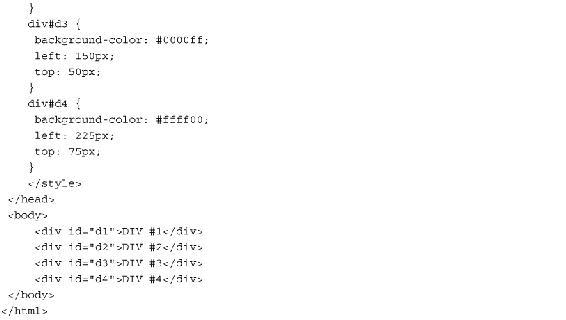 }
div#d3 {
background-color: #0000ff;
left: 150px;
top: 50px;
}
div#d4 {
background-color: #ffff00;
left: 225px;
top: 75px;
}
</style>
</head>
<body>
<div id="d1">DIV #1</div>
<div id="d2">DIV #2</div>
<div id="d3">DIV #3</div>
<div id="d4">DIV #4</div>
</body>
</html>